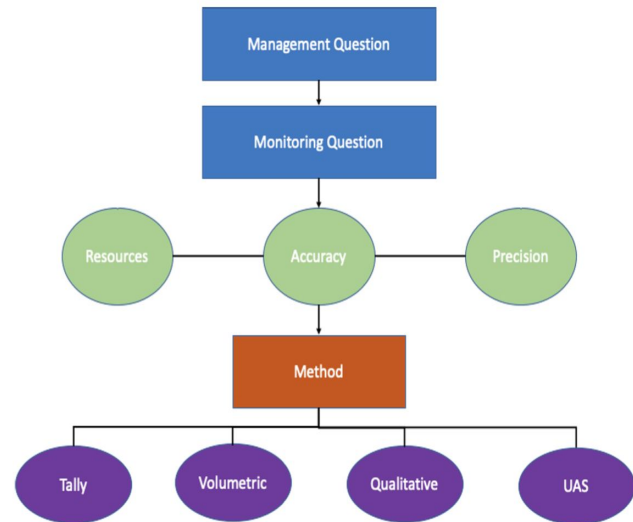 Management Question
Monitoring Question
Resources
Accuracy
Precision
Method
Tally
Volumetric
Qualitative
UAS